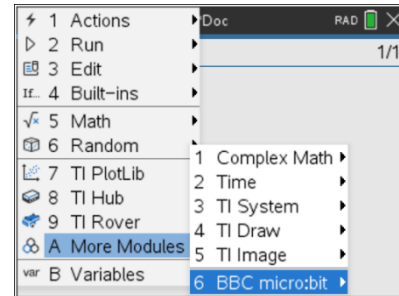 1 Actions
Doc RAD
1/1
D 2 Run
3 Edit
If... 4 Built-ins
√x 5 Math
6 Random
7 TI PlotLib
8 TI Hub
9 TI Rover
A More Modules
var B Variables
1 Complex Math
2 Time
3 TI System
4 TI Draw
5 TI Image
6 BBC micro:bit